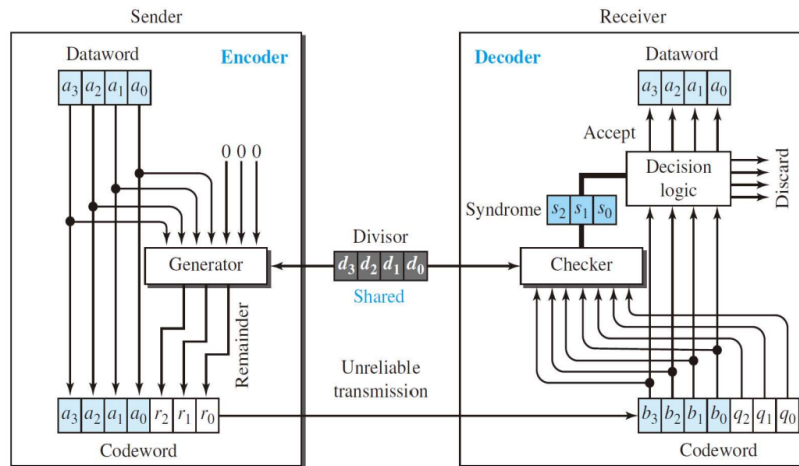 Sender
Receiver
Dataword
Encoder
Decoder
Dataword
a3 a2 a1 a0
a3 a2 a1 a0
Accept
0 0 0
Decision
logic
Discard
Syndrome
s2 s1 s0
Divisor
Generator
d3 d2 d1 d0
Checker
Shared
Remainder
Unreliable
transmission
a3 a2 a1 a0 r2 r1 r0
b3 b2 b1 b0 q2 q1 q0
Codeword
Codeword